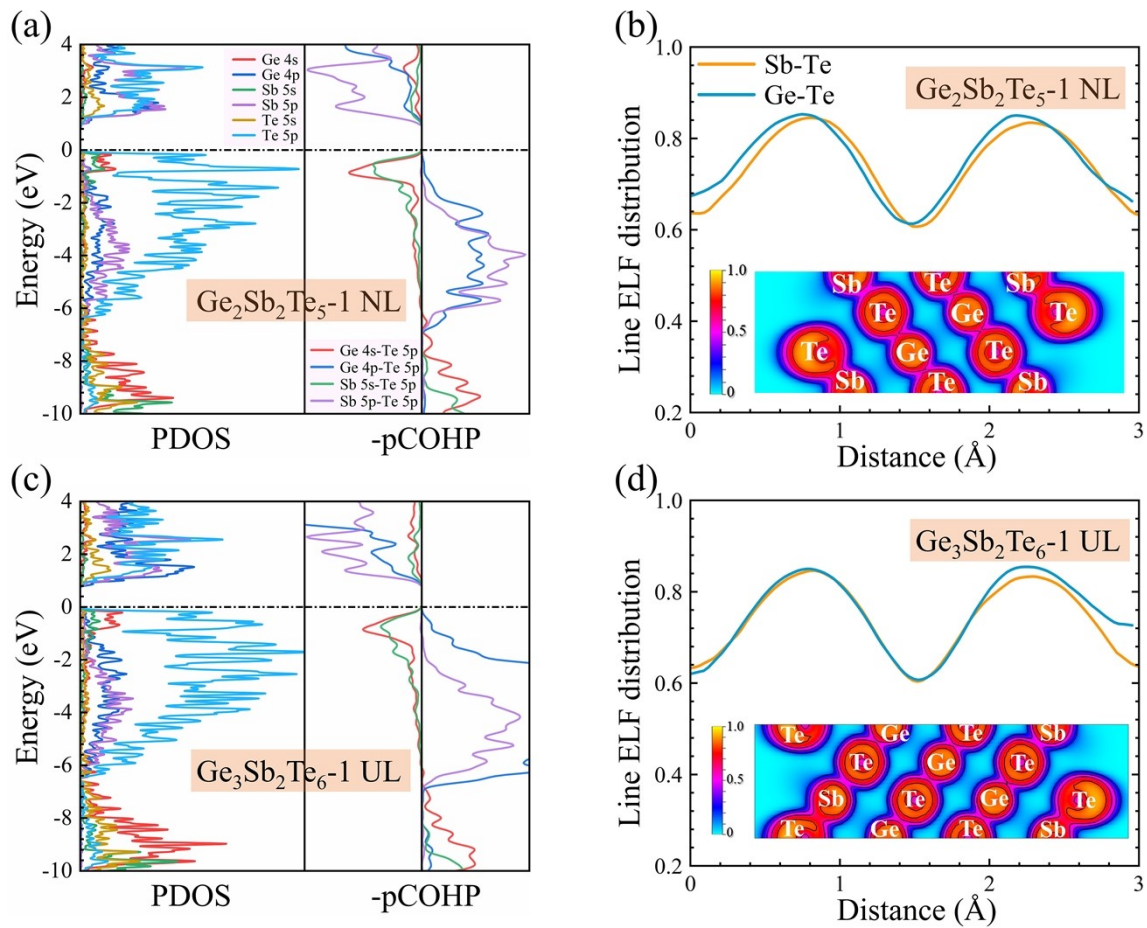 (a)
4
2
0
-2
-4
-6
-8
-10
Energy (eV)
Ge 4s
Ge 4p
Sb 5s
Sb 5p
Te 5s
Te 5p
Ge₂Sb₂Te₅-1 NL
Ge 4s-Te 5p
Ge 4p-Te 5p
Sb 5s-Te 5p
Sb 5p-Te 5p
PDOS
-pCOHP
(b)
1.0
0.8
0.6
0.4
0.2
Line ELF distribution
Sb-Te
Ge-Te
Ge₂Sb₂Te₅-1 NL
1.0
0.5
0
Sb Te Sb
Te Ge Te
Te Ge Te
Sb Te Sb
0 1 2 3
Distance (Å)
(c)
4
2
0
-2
-4
-6
-8
-10
Energy (eV)
Ge₃Sb₂Te₆-1 UL
PDOS
-pCOHP
(d)
1.0
0.8
0.6
0.4
0.2
Line ELF distribution
Ge₃Sb₂Te₆-1 UL
1.0
0.5
0
Te Ge Te Sb
Te Ge Te
Sb Te Ge Te
Te Ge Te Sb
0 1 2 3
Distance (Å)